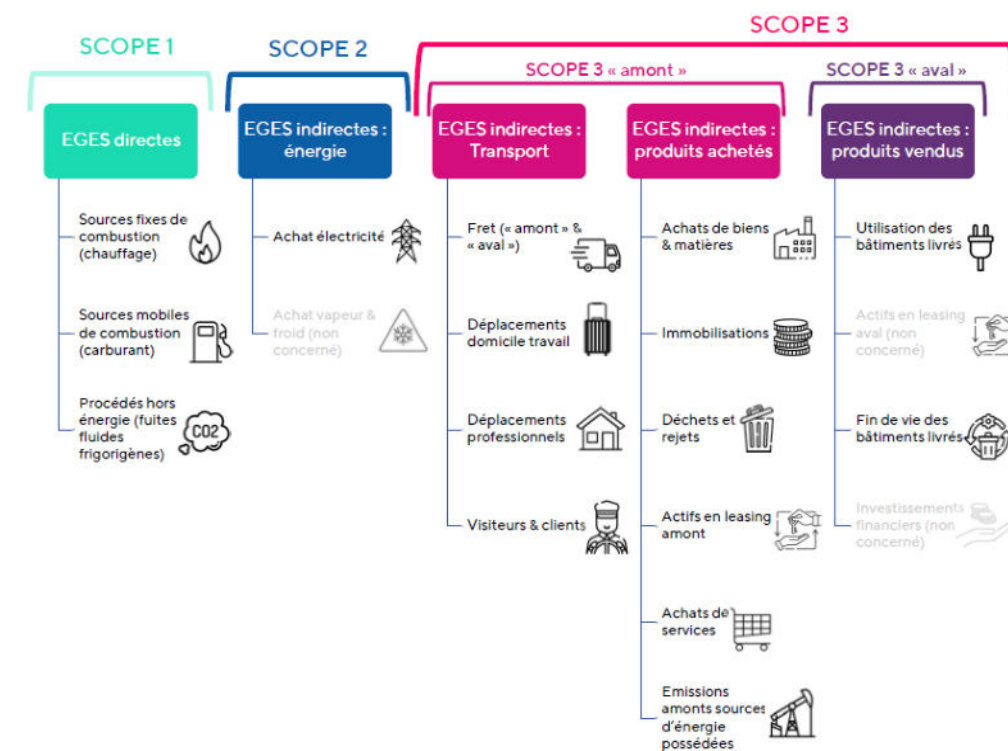 SCOPE 1
SCOPE 2
SCOPE 3
SCOPE 3 « amont »
SCOPE 3 « aval »
EGES directes
EGES indirectes :
énergie
EGES indirectes :
Transport
EGES indirectes :
produits achetés
EGES indirectes :
produits vendus
Sources fixes de
combustion
(chauffage)
Sources mobiles
de combustion
(carburant)
Procédés hors
énergie (fuites
fluides
frigorigènes)
CO2
Achat électricité
Achat vapeur &
froid (non
concerné)
Fret (« amont » &
« aval »)
Déplacements
domicile travail
Déplacements
professionnels
Visiteurs & clients
Achats de biens
& matières
Immobilisations
Déchets et
rejets
Actifs en leasing
amont
Achats de
services
Emissions
amonts sources
d'énergie
possédées
Utilisation des
bâtiments livrés
Actifs en leasing
aval (non
concerné)
Fin de vie des
bâtiments livrés
Investissements
financiers (non
concerné)